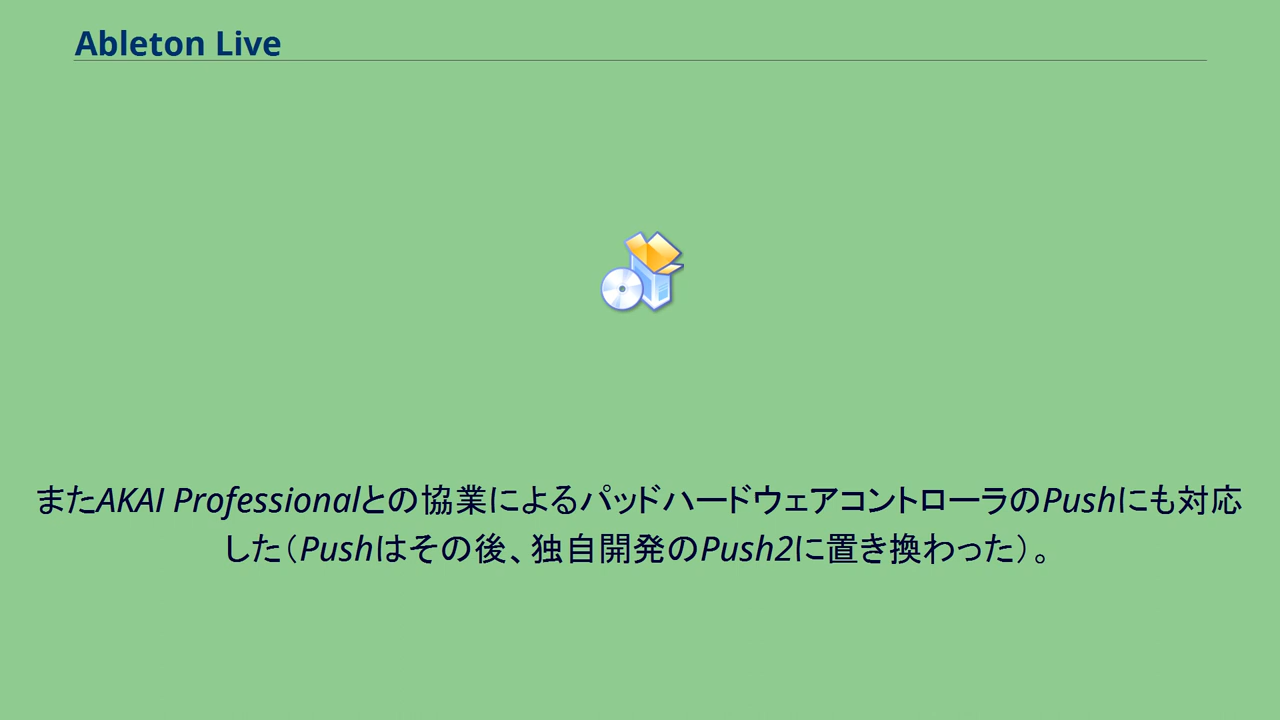 Ableton Live
またAKAI Professionalとの協業によるパッドハードウェアコントローラのPushにも対応
した（Pushはその後、独自開発のPush2に置き換わった）。